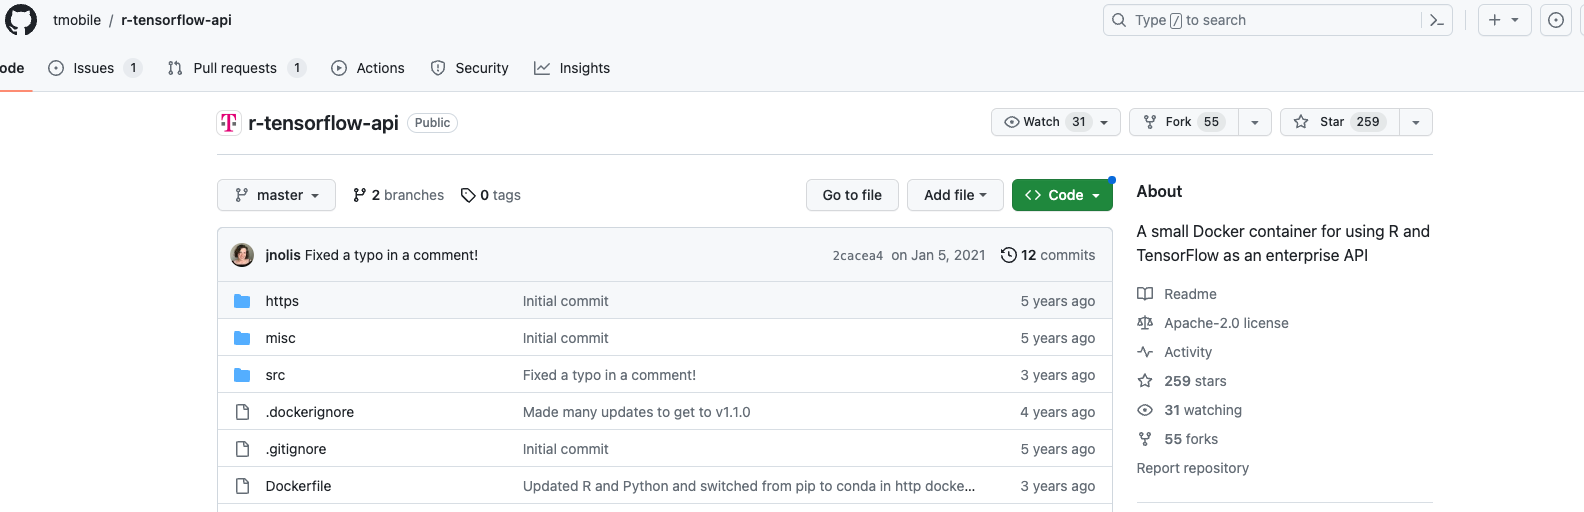 tmobile / r-tensorflow-api
Type / to search
ode Issues 1 Pull requests 1 Actions Security Insights
r-tensorflow-api Public
Watch 31 Fork 55 Star 259
master 2 branches 0 tags Go to file Add file Code
About
A small Docker container for using R and
TensorFlow as an enterprise API
jnolis Fixed a typo in a comment! 2cacea4 on Jan 5, 2021 12 commits
https Initial commit 5 years ago
misc Initial commit 5 years ago
src Fixed a typo in a comment! 3 years ago
.dockerignore Made many updates to get to v1.1.0 4 years ago
.gitignore Initial commit 5 years ago
Dockerfile Updated R and Python and switched from pip to conda in http docke... 3 years ago
Readme
Apache-2.0 license
Activity
259 stars
31 watching
55 forks
Report repository